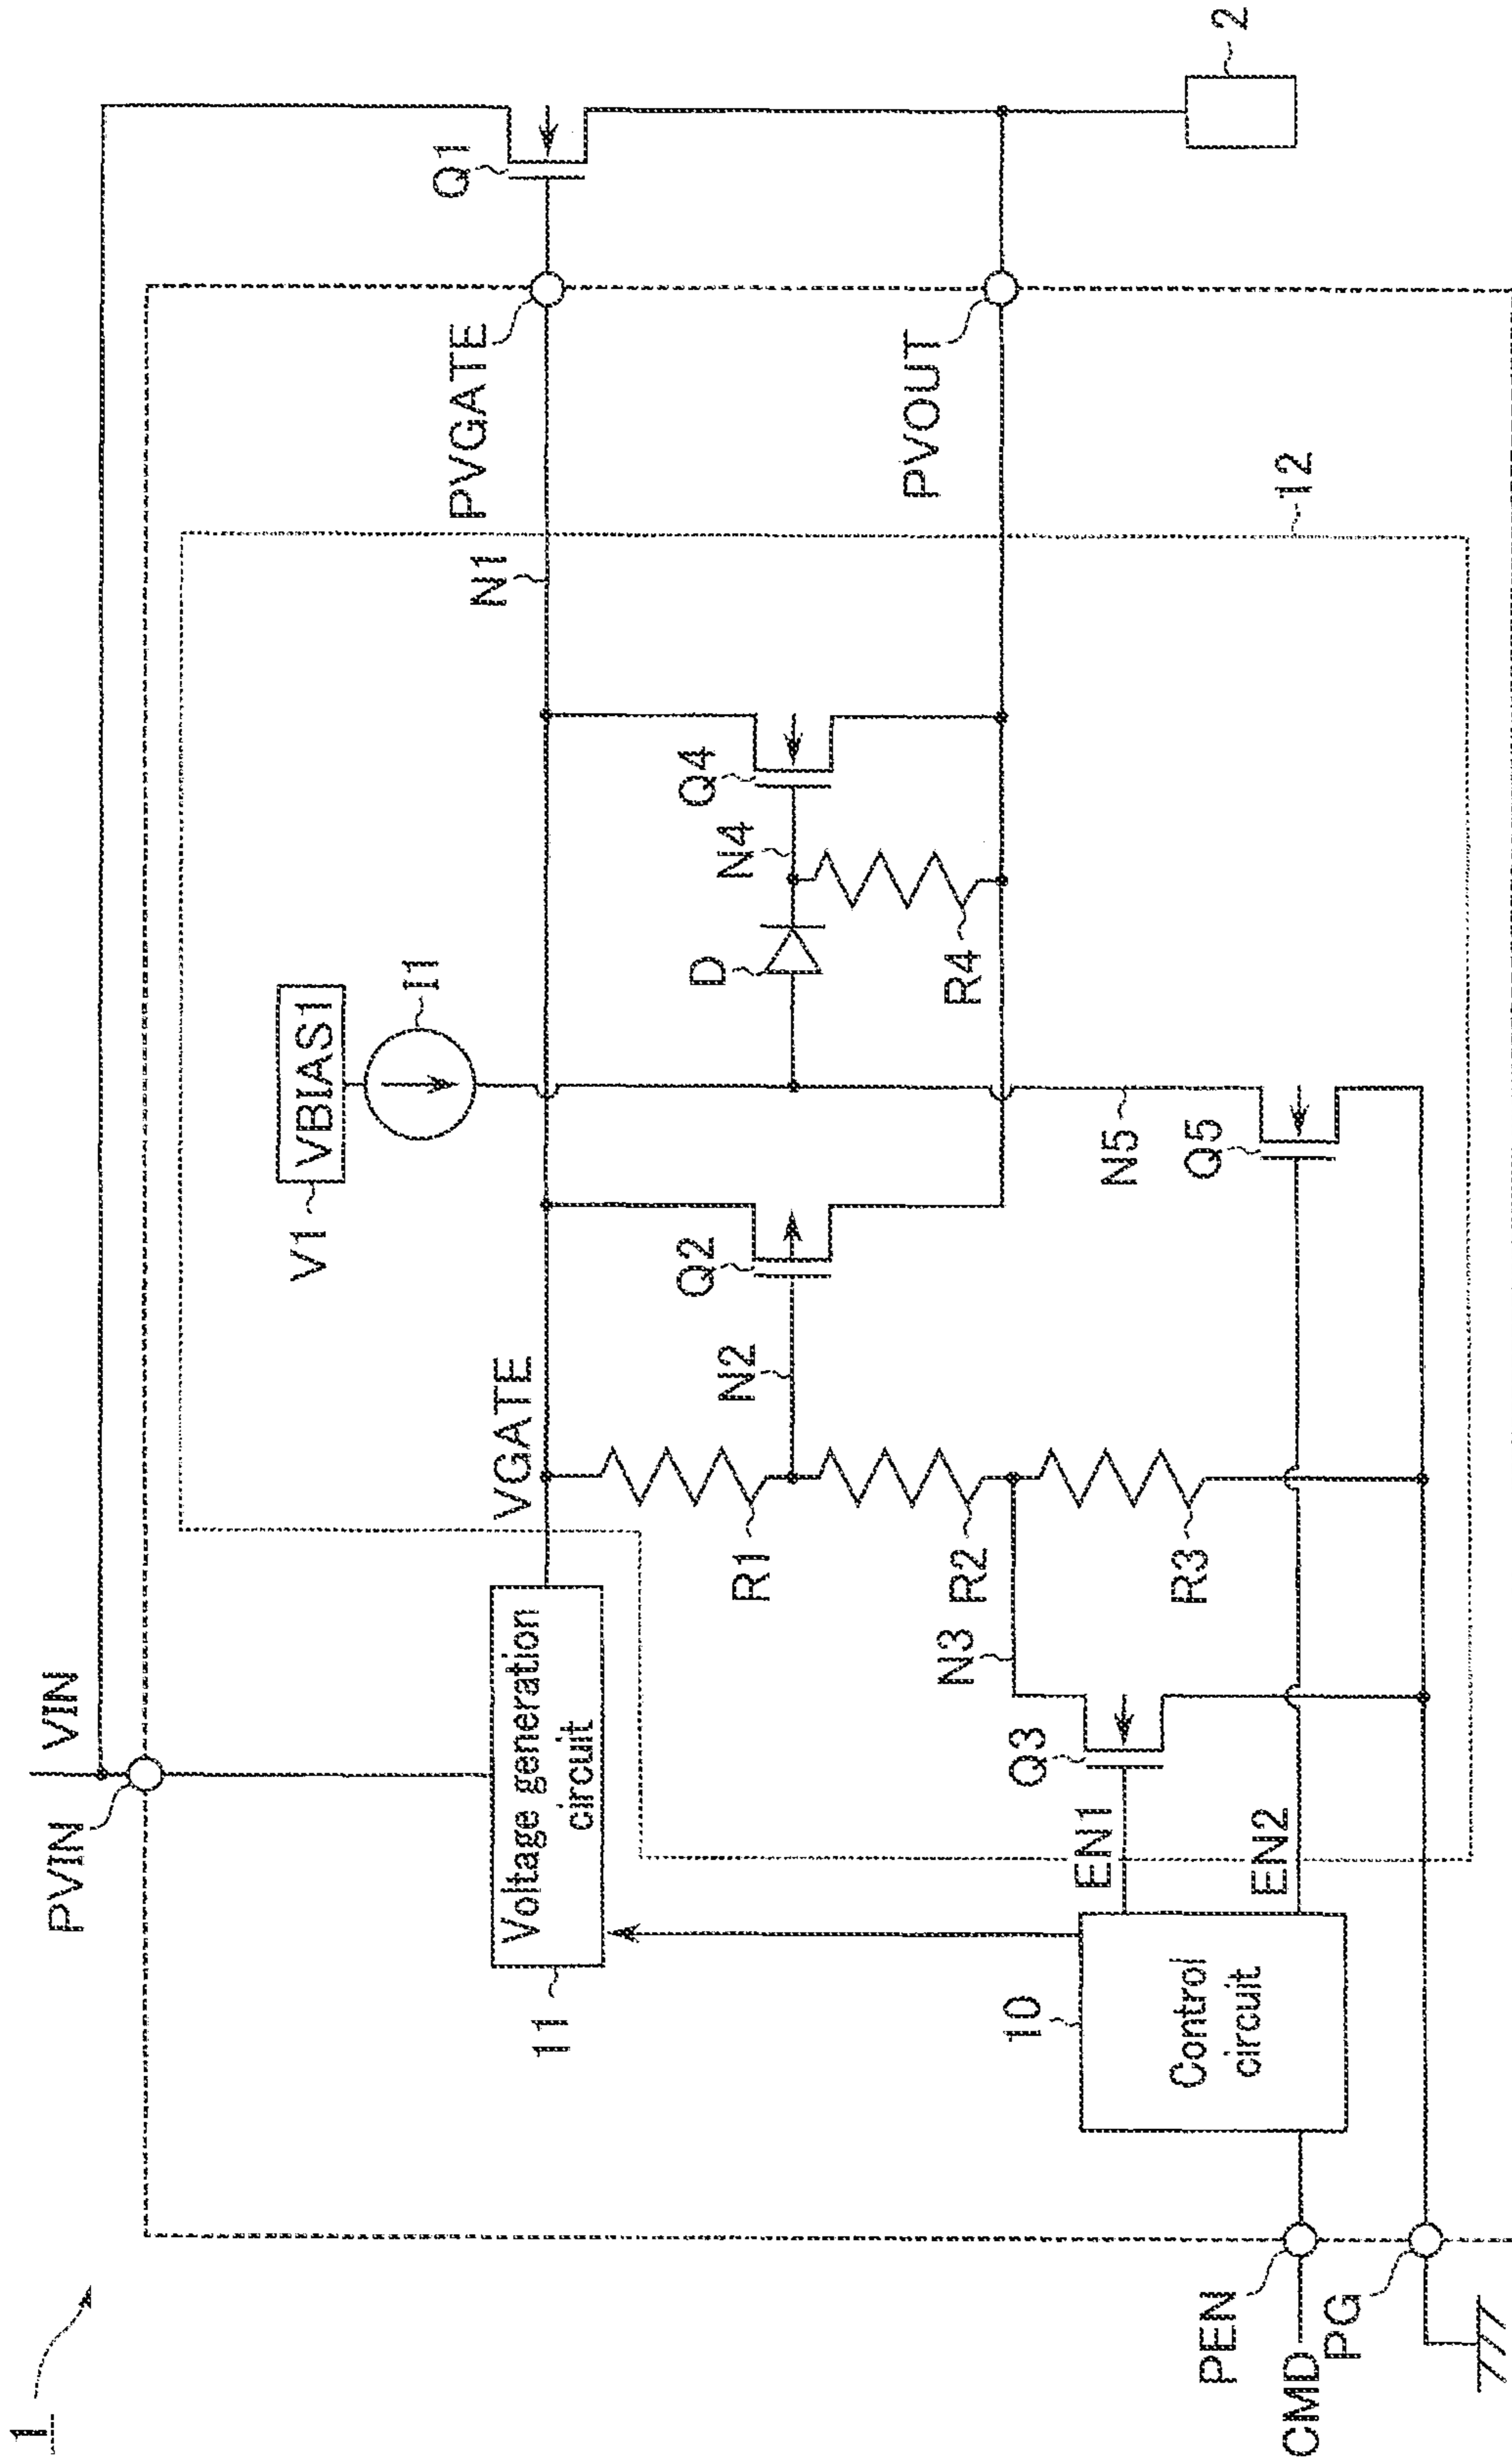 1
VIN
PVIN
VGATE
V1
VBIAS1
I1
N1
PVGATE
Q1
Voltage generation
circuit
11
R1
N2
Q2
D
N4
Q4
R4
PVOUT
2
N3
R2
Q3
R3
N5
Q5
12
10
Control
circuit
EN1
EN2
PEN
CMD
PG